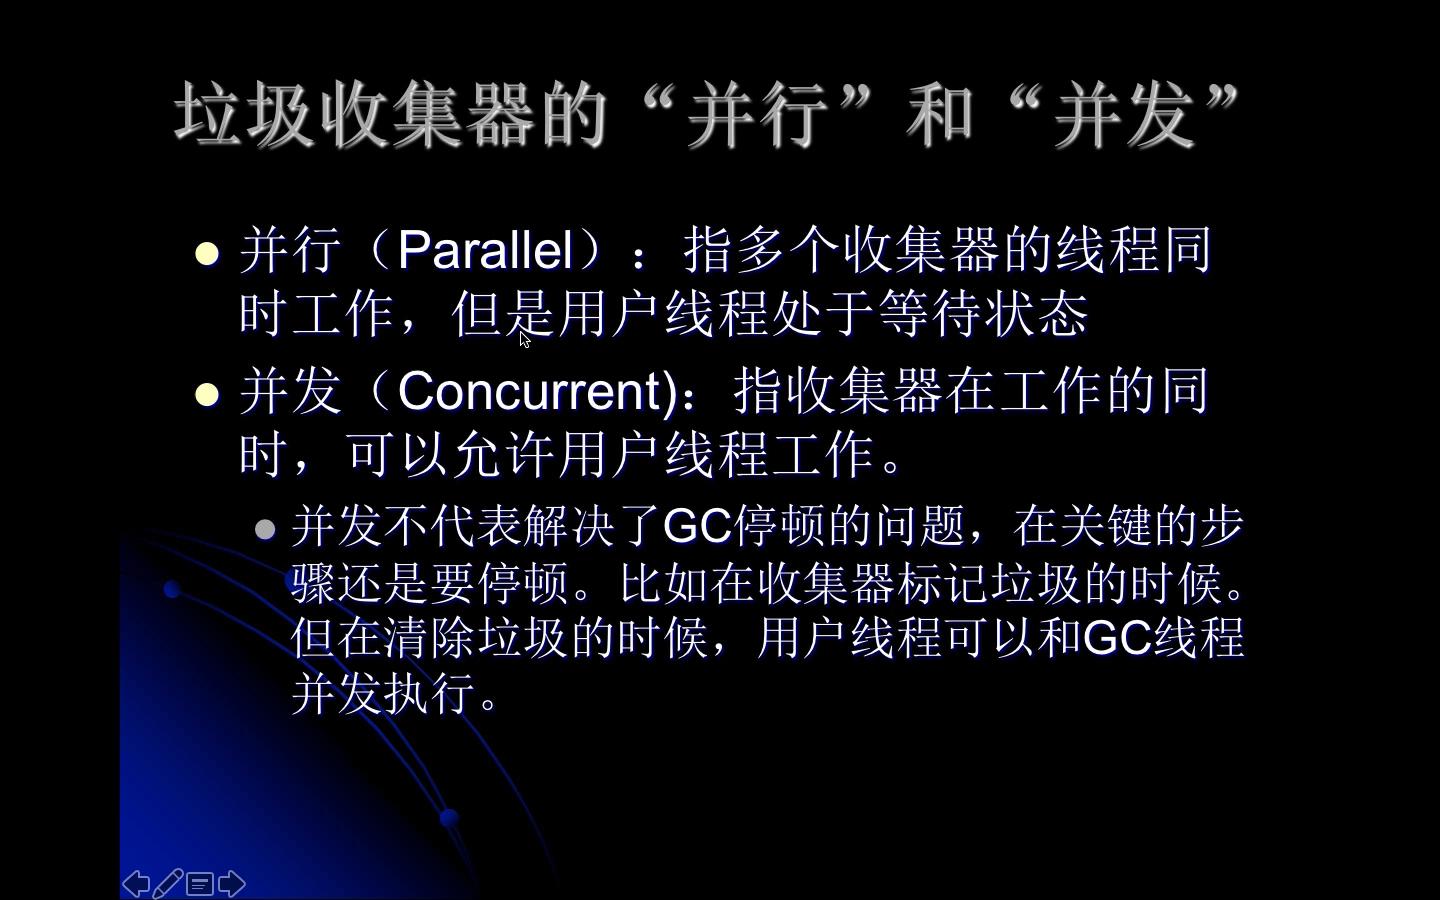 垃圾收集器的“并行”和“并发”
并行（Parallel）：指多个收集器的线程同
时工作，但是用户线程处于等待状态
并发（Concurrent)：指收集器在工作的同
时，可以允许用户线程工作。
并发不代表解决了GC停顿的问题，在关键的步
骤还是要停顿。比如在收集器标记垃圾的时候。
但在清除垃圾的时候，用户线程可以和GC线程
并发执行。